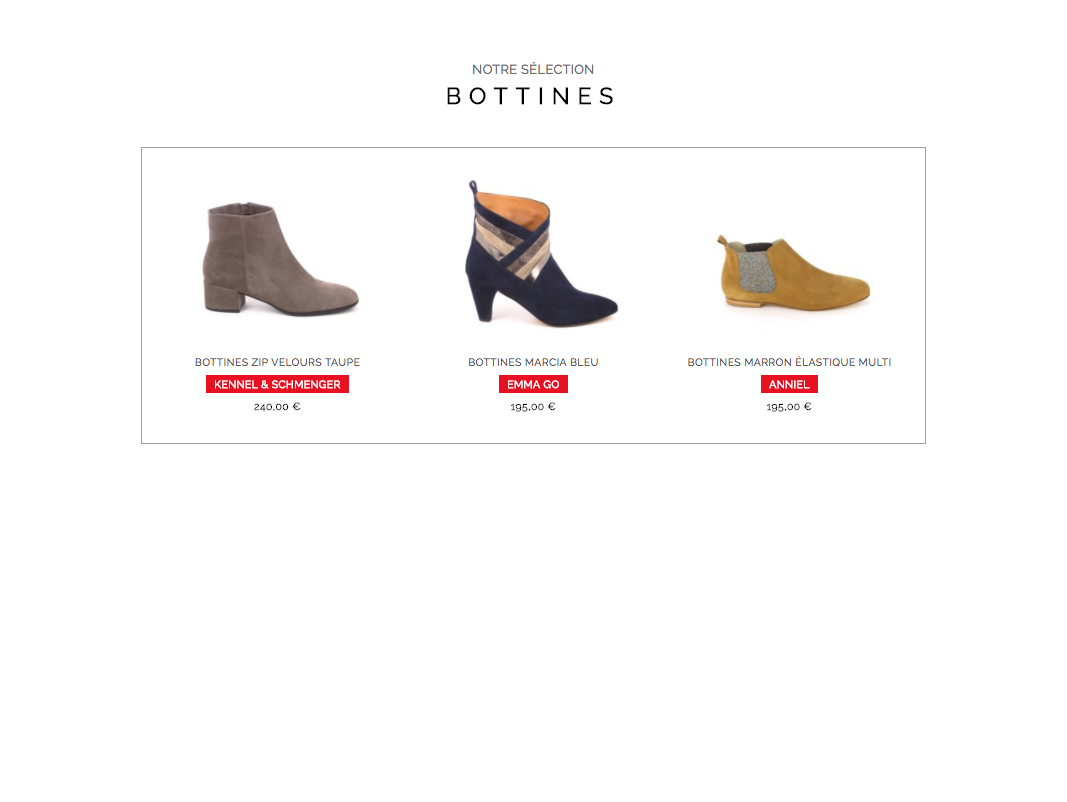 NOTRE SÉLECTION
BOTTINES
BOTTINES ZIP VELOURS TAUPE
KENNEL & SCHMENGER
240,00 €
BOTTINES MARCIA BLEU
EMMA GO
195,00 €
BOTTINES MARRON ÉLASTIQUE MULTI
ANNIEL
195,00 €